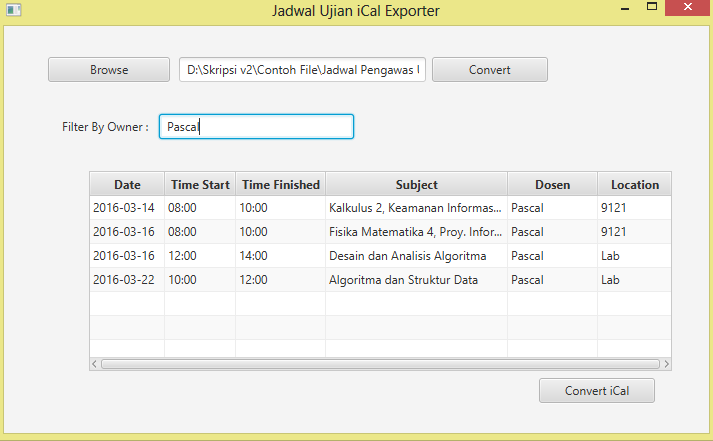 Jadwal Ujian iCal Exporter
Browse D:\Skripsi v2\Contoh File\Jadwal Pengawas Convert
Filter By Owner : Pascal
Date Time Start Time Finished Subject Dosen Location
2016-03-14 08:00 10:00 Kalkulus 2, Keamanan Informas... Pascal 9121
2016-03-16 08:00 10:00 Fisika Matematika 4, Proy. Infor... Pascal 9121
2016-03-16 12:00 14:00 Desain dan Analisis Algoritma Pascal Lab
2016-03-22 10:00 12:00 Algoritma dan Struktur Data Pascal Lab
Convert iCal